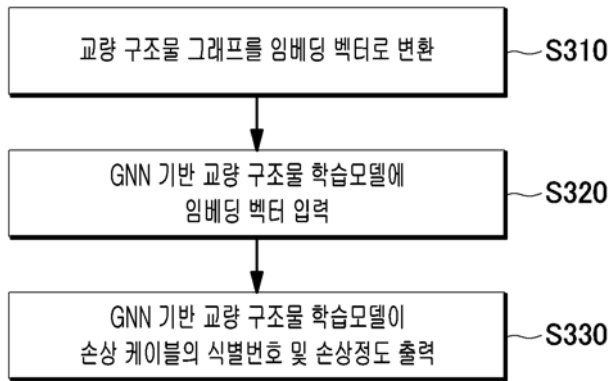 교량 구조물 그래프를 임베딩 벡터로 변환
S310
GNN 기반 교량 구조물 학습모델에
임베딩 벡터 입력
S320
GNN 기반 교량 구조물 학습모델이
손상 케이블의 식별번호 및 손상정도 출력
S330